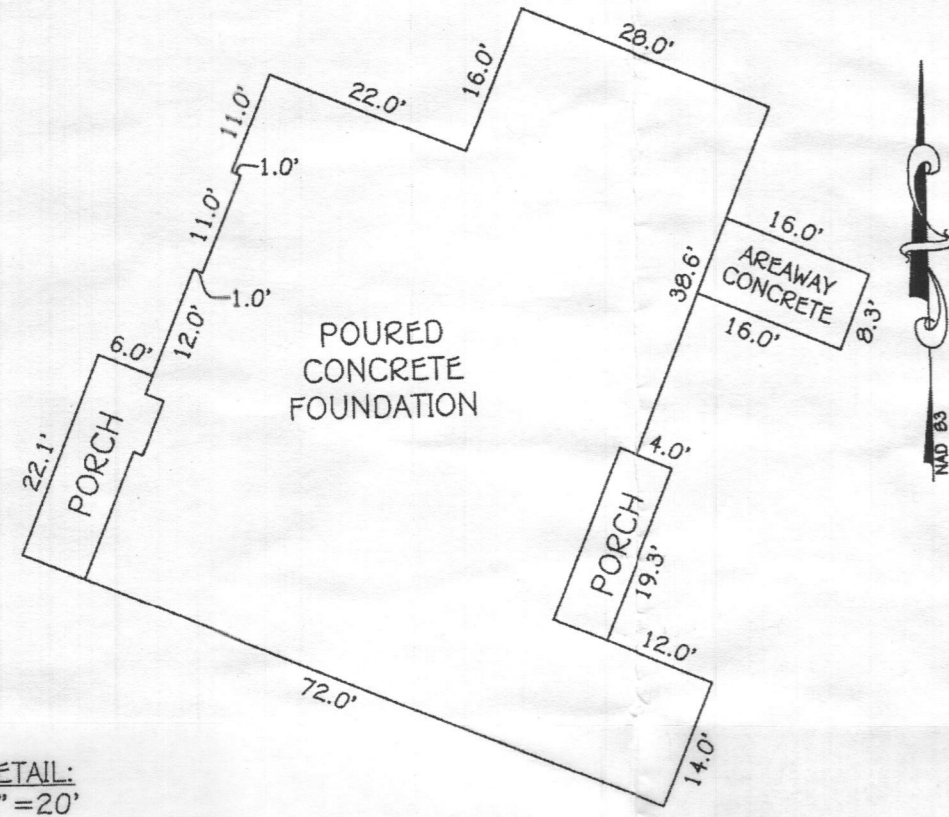 28.0'
16.0'
22.0'
11.0'
1.0'
11.0'
16.0'
AREAWAY
CONCRETE
38.6'
16.0'
8.3'
1.0'
12.0'
POURED
CONCRETE
FOUNDATION
6.0'
22.1'
PORCH
NAD 83
4.0'
PORCH
19.3'
12.0'
72.0'
14.0'
ETAIL:
" = 20'